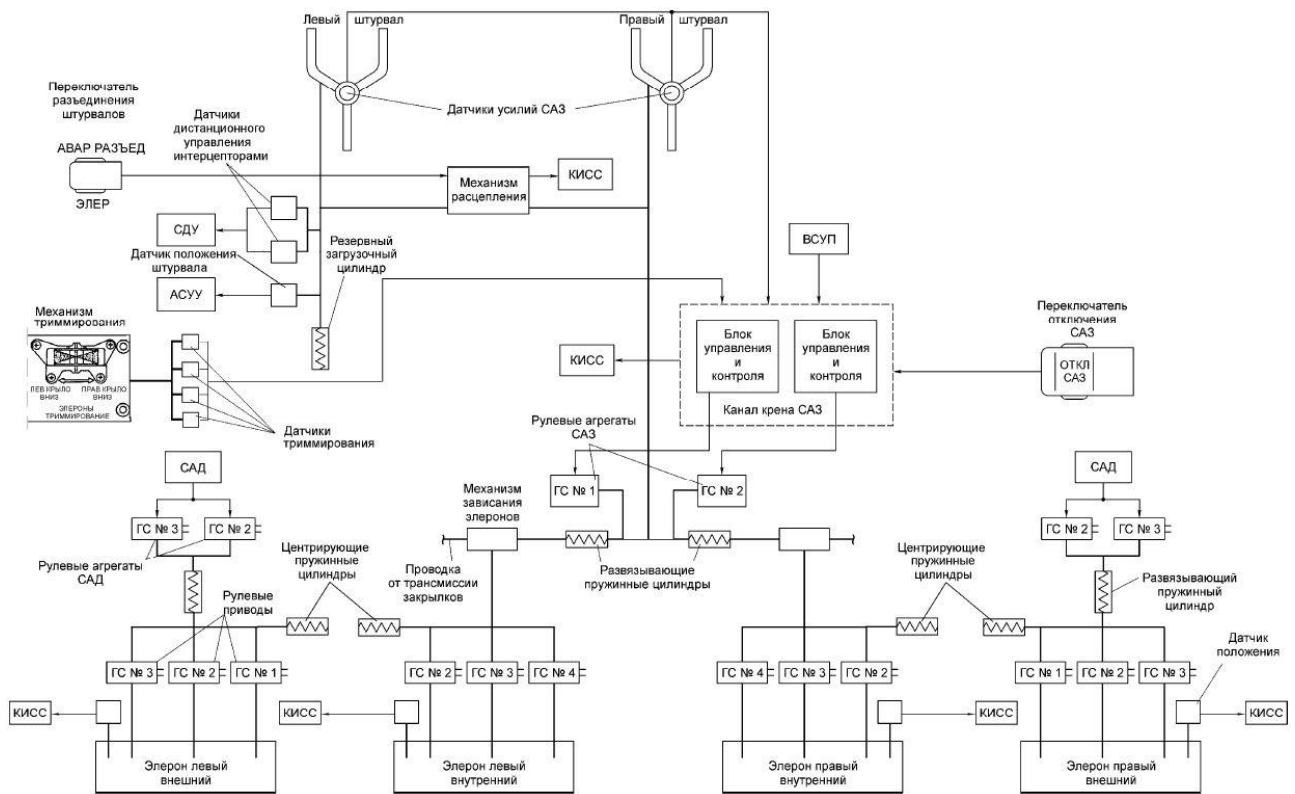 Левый штурвал
Правый штурвал
Переключатель
разъединения
штурвалов
Датчики усилий САЗ
Датчики
дистанционного
управления
интерцепторами
АВАР РАЗЪЕД
ЭЛЕР
Механизм
расцепления
КИСС
СДУ
Датчик положения
штурвала
Резервный
загрузочный
цилиндр
ВСУП
АСУУ
Механизм
триммирования
ЛЕВ КРЫЛО
ВНИЗ
ПРАВ КРЫЛО
ВНИЗ
ЭЛЕРОНЫ
ТРИММИРОВАНИЕ
Датчики
триммирования
КИСС
Блок
управления
и
контроля
Блок
управления
и
контроля
Канал крена САЗ
Переключатель
отключения
САЗ
ОТКЛ
САЗ
Рулевые агрегаты
САЗ
САД
ГС № 3
ГС № 2
Рулевые агрегаты
САД
Механизм
зависания
элеронов
ГС № 1
ГС № 2
САД
ГС № 2
ГС № 3
Центрирующие
пружинные
цилиндры
Проводка
от трансмиссии
закрылков
Развязывающие
пружинные цилиндры
Центрирующие
пружинные
цилиндры
Развязывающий
пружинный
цилиндр
Рулевые
приводы
Датчик
положения
ГС № 3
ГС № 2
ГС № 1
ГС № 2
ГС № 3
ГС № 4
ГС № 4
ГС № 3
ГС № 2
ГС № 1
ГС № 2
ГС № 3
КИСС
КИСС
КИСС
КИСС
Элерон левый
внешний
Элерон левый
внутренний
Элерон правый
внутренний
Элерон правый
внешний